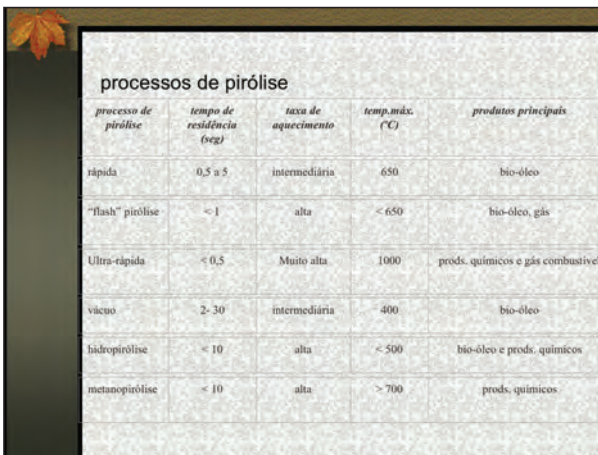 processos de pirólise
processo de pirólise tempo de residência (seg) taxa de aquecimento temp.máx. (ºC) produtos principais
rápida 0,5 a 5 intermediária 650 bio-óleo
"flash" pirólise < 1 alta < 650 bio-óleo, gás
Ultra-rápida < 0,5 Muito alta 1000 prods. químicos e gás combustível
vácuo 2- 30 intermediária 400 bio-óleo
hidropirólise < 10 alta < 500 bio-óleo e prods. químicos
metanopirólise < 10 alta > 700 prods. químicos